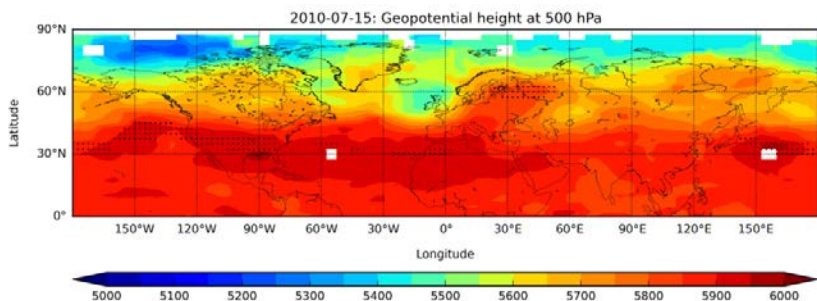 2010-07-15: Geopotential height at 500 hPa
90°N
60°N
30°N
0°
Latitude
150°W 120°W 90°W 60°W 30°W 0° 30°E 60°E 90°E 120°E 150°E
Longitude
5000 5100 5200 5300 5400 5500 5600 5700 5800 5900 6000